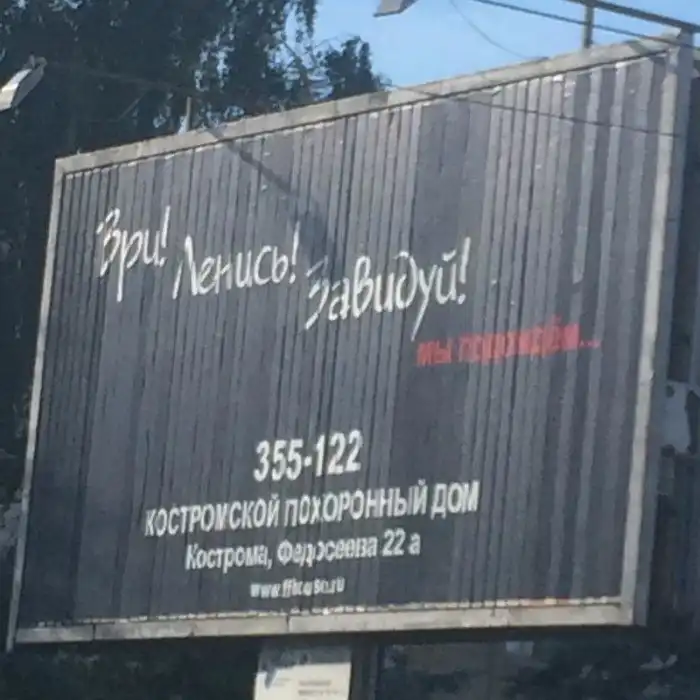 Ври!
Ленись!
Завидуй!
мы подождём...
355-122
КОСТРОМСКОЙ ПОХОРОННЫЙ ДОМ
Кострома, Федосеева 22 а